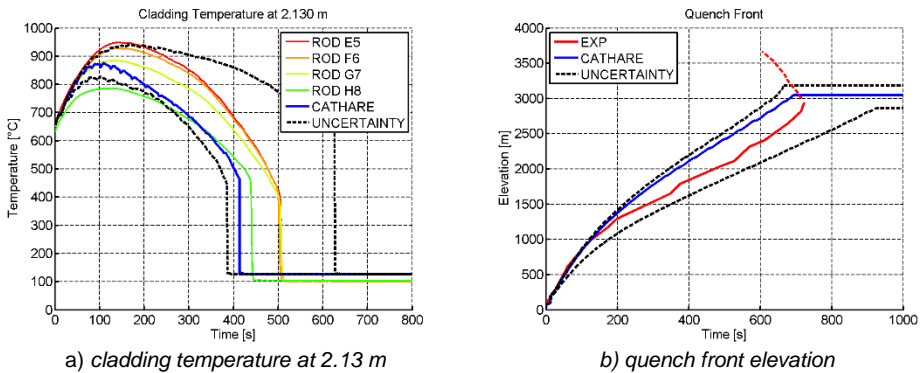 Cladding Temperature at 2.130 m
1000
900
800
700
600
500
400
300
200
100
0
Temperature [°C]
ROD E5
ROD F6
ROD G7
ROD H8
CATHARE
UNCERTAINTY
0 100 200 300 400 500 600 700 800
Time [s]
a) cladding temperature at 2.13 m
Quench Front
4000
3500
3000
2500
2000
1500
1000
500
0
Elevation [m]
EXP
CATHARE
UNCERTAINTY
0 200 400 600 800 1000
Time [s]
b) quench front elevation